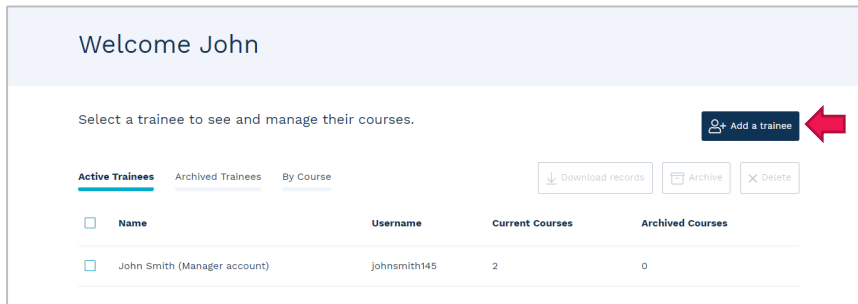 Welcome John
Select a trainee to see and manage their courses.
Add a trainee
Active Trainees Archived Trainees By Course Download records Archive Delete
Name Username Current Courses Archived Courses
John Smith (Manager account) johnsmith145 2 0